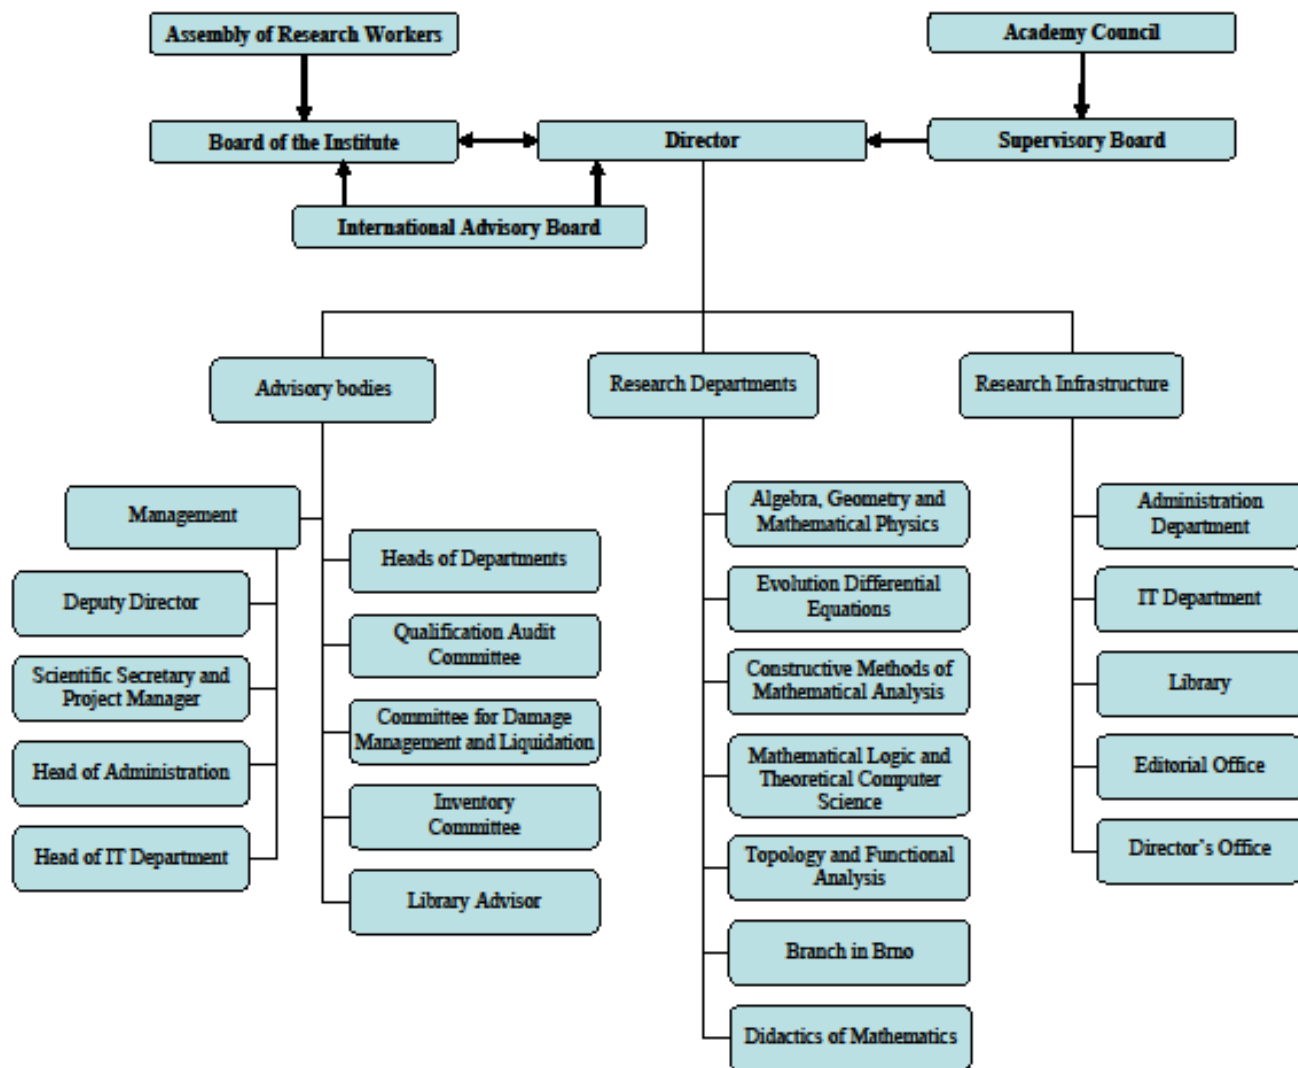 Assembly of Research Workers
Academy Council
Board of the Institute
Director
Supervisory Board
International Advisory Board
Advisory bodies
Research Departments
Research Infrastructure
Management
Deputy Director
Scientific Secretary and
Project Manager
Head of Administration
Head of IT Department
Heads of Departments
Qualification Audit
Committee
Committee for Damage
Management and Liquidation
Inventory
Committee
Library Advisor
Algebra, Geometry and
Mathematical Physics
Evolution Differential
Equations
Constructive Methods of
Mathematical Analysis
Mathematical Logic and
Theoretical Computer
Science
Topology and Functional
Analysis
Branch in Brno
Didactics of Mathematics
Administration
Department
IT Department
Library
Editorial Office
Director's Office